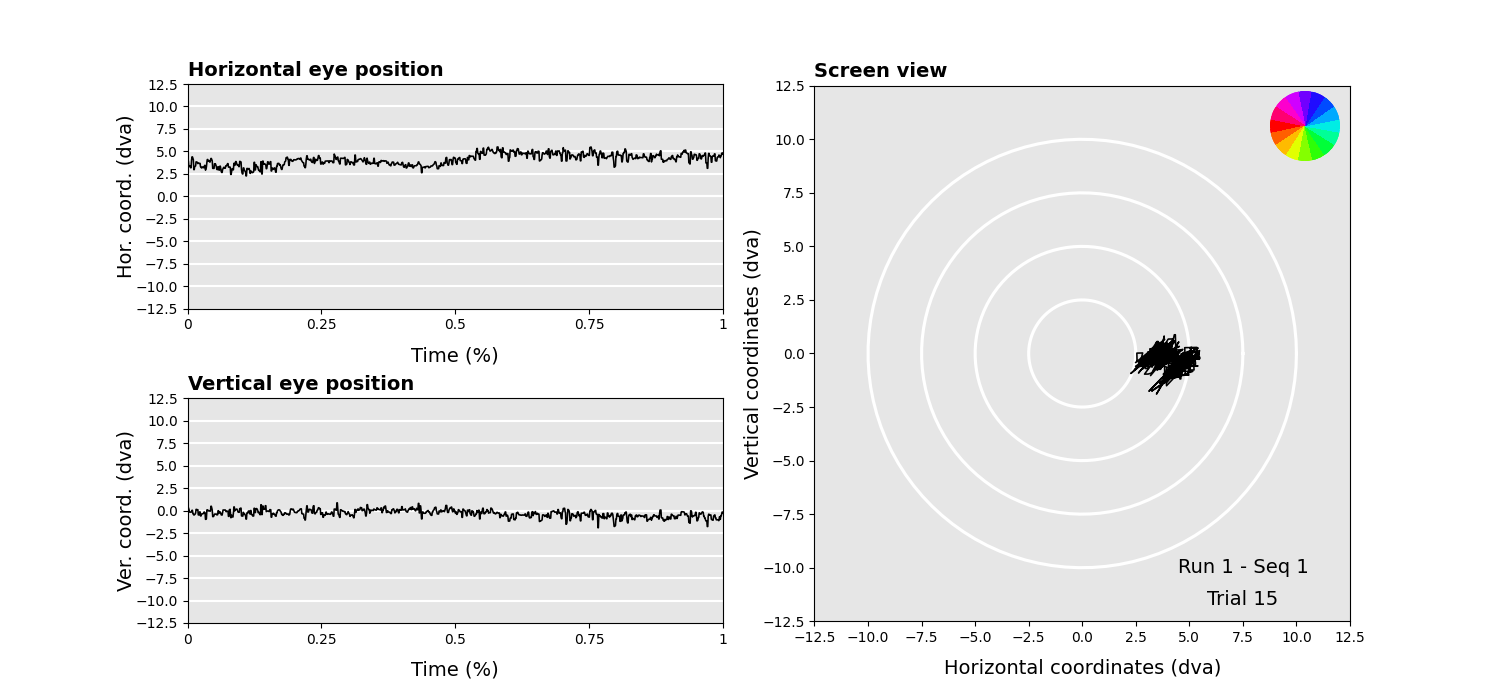 Horizontal eye position
12.5
10.0
7.5
5.0
2.5
0.0
−2.5
−5.0
−7.5
−10.0
−12.5
Hor. coord. (dva)
0 0.25 0.5 0.75 1
Time (%)
Vertical eye position
12.5
10.0
7.5
5.0
2.5
0.0
−2.5
−5.0
−7.5
−10.0
−12.5
Ver. coord. (dva)
0 0.25 0.5 0.75 1
Time (%)
Screen view
12.5
10.0
7.5
5.0
2.5
0.0
−2.5
−5.0
−7.5
−10.0
−12.5
Vertical coordinates (dva)
Run 1 - Seq 1
Trial 15
−12.5 −10.0 −7.5 −5.0 −2.5 0.0 2.5 5.0 7.5 10.0 12.5
Horizontal coordinates (dva)